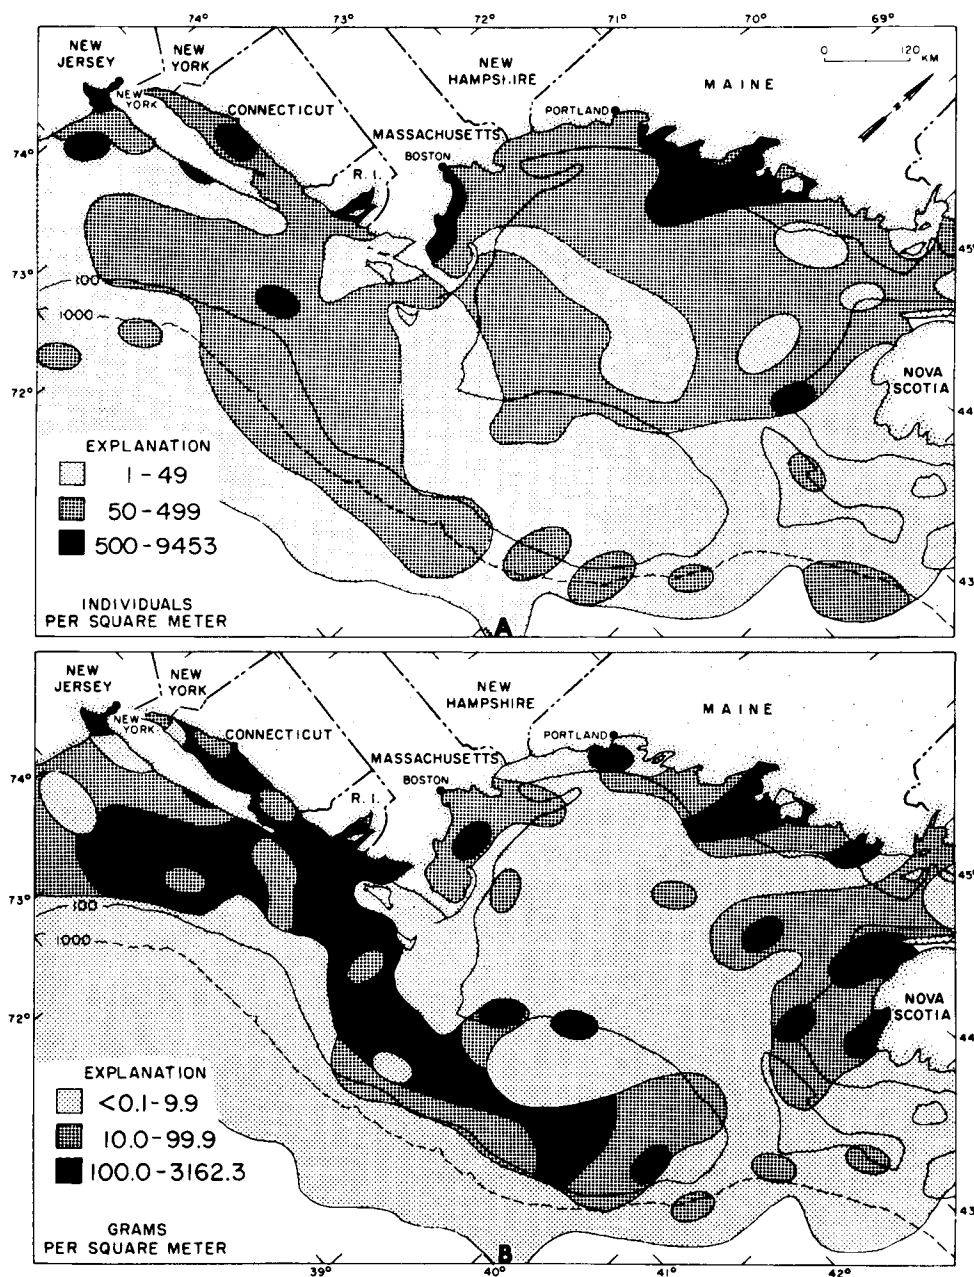 74° 73° 72° 71° 70° 69°
NEW JERSEY
NEW YORK
NEW HAMPSHIRE
MAINE
0 120 KM
NEW YORK
CONNECTICUT
MASSACHUSETTS
PORTLAND
BOSTON
R. I.
74°
73°
72°
100
1000
45°
44
43
NOVA SCOTIA
EXPLANATION
1-49
50-499
500-9453
INDIVIDUALS
PER SQUARE METER
A
NEW JERSEY
NEW YORK
NEW HAMPSHIRE
MAINE
NEW YORK
CONNECTICUT
MASSACHUSETTS
PORTLAND
BOSTON
R. I.
74°
73°
72°
100
1000
45°
44
43
NOVA SCOTIA
EXPLANATION
<0.1-9.9
10.0-99.9
100.0-3162.3
GRAMS
PER SQUARE METER
B
39° 40° 41° 42°